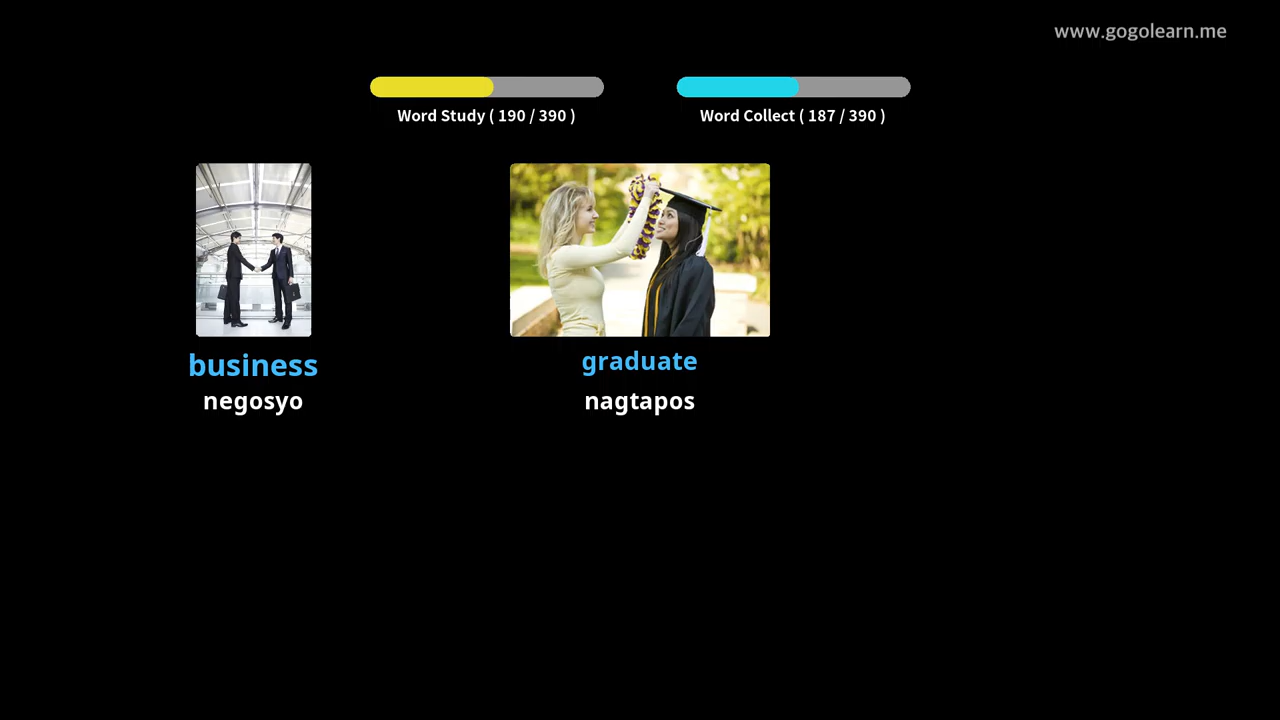 www.gogolearn.me
Word Study ( 190 / 390 )
Word Collect ( 187 / 390 )
business
negosyo
graduate
nagtapos